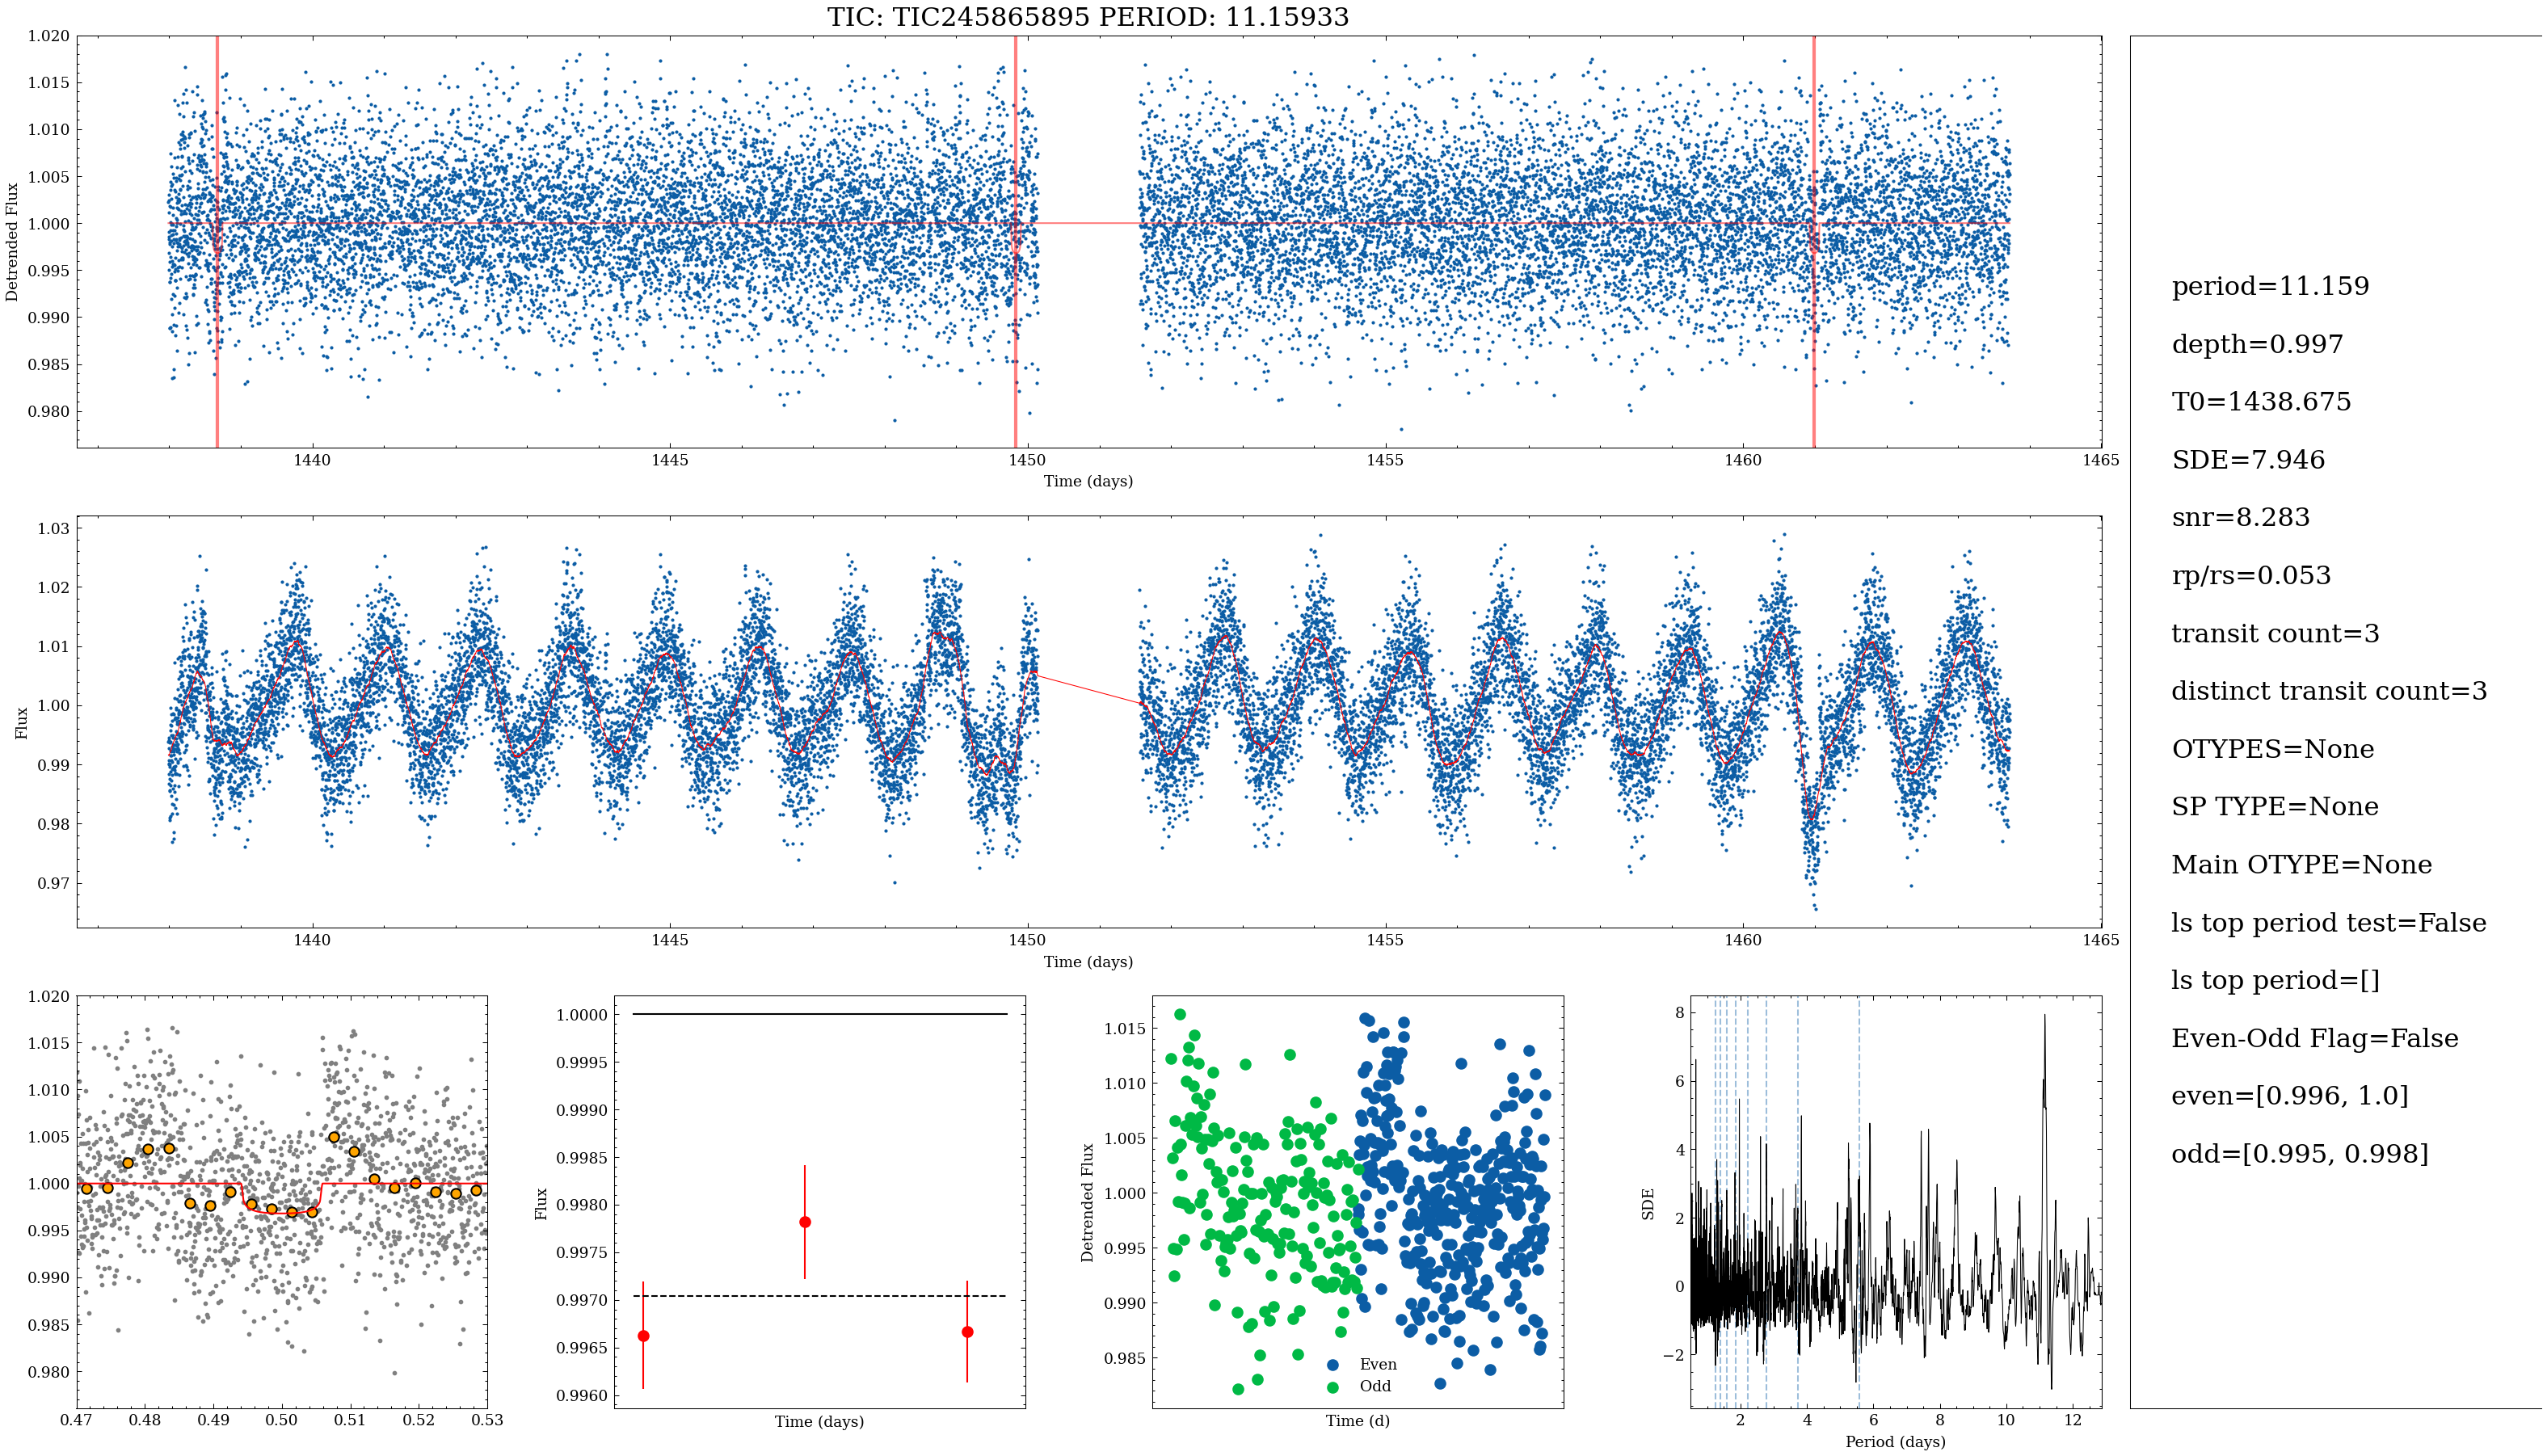 TIC: TIC245865895 PERIOD: 11.15933
1.020
1.015
1.010
1.005
1.000
0.995
0.990
0.985
0.980
Detrended Flux
1440
1445
1450
1455
1460
1465
Time (days)
1.03
1.02
1.01
1.00
0.99
0.98
0.97
Flux
1440
1445
1450
1455
1460
1465
Time (days)
1.020
1.015
1.010
1.005
1.000
0.995
0.990
0.985
0.980
0.47
0.48
0.49
0.50
0.51
0.52
0.53
1.0000
0.9995
0.9990
0.9985
0.9980
0.9975
0.9970
0.9965
0.9960
Flux
Time (days)
1.015
1.010
1.005
1.000
0.995
0.990
0.985
Detrended Flux
Even
Odd
Time (d)
8
6
4
2
0
−2
SDE
2
4
6
8
10
12
Period (days)
period=11.159
depth=0.997
T0=1438.675
SDE=7.946
snr=8.283
rp/rs=0.053
transit count=3
distinct transit count=3
OTYPES=None
SP TYPE=None
Main OTYPE=None
ls top period test=False
ls top period=[]
Even-Odd Flag=False
even=[0.996, 1.0]
odd=[0.995, 0.998]